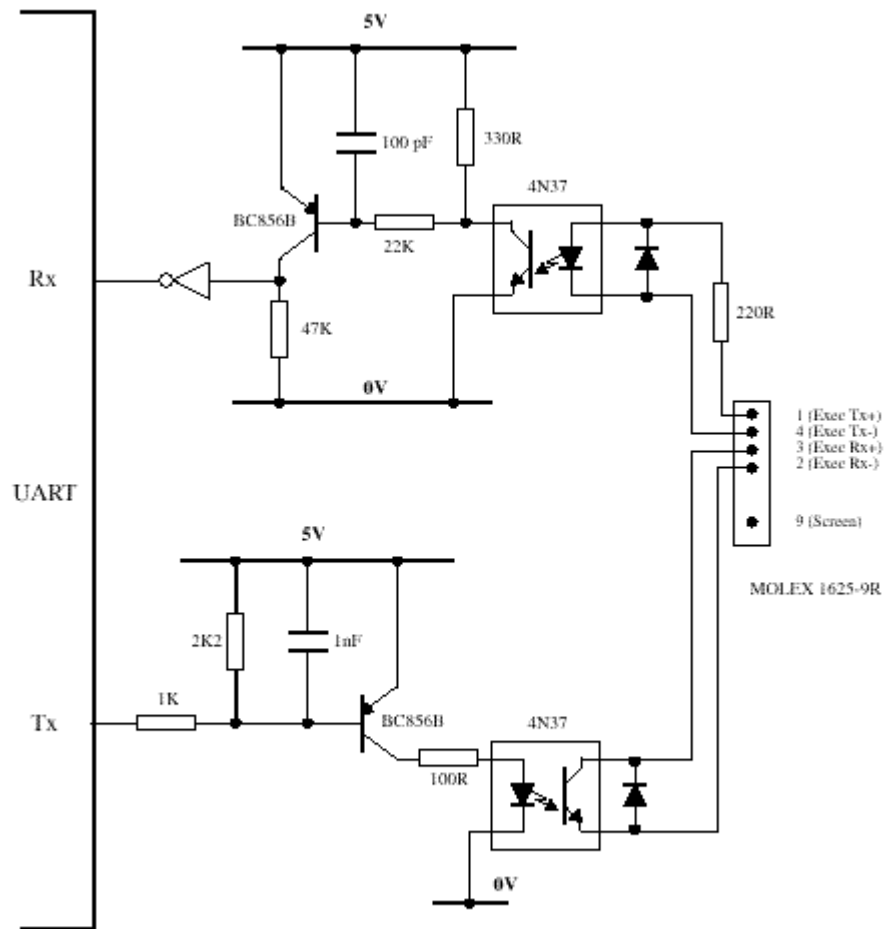 5V
100 pF
330R
4N37
BC856B
22K
Rx
47K
220R
0V
1 (Exec Tx+)
4 (Exec Tx-)
3 (Exec Rx+)
2 (Exec Rx-)
UART
9 (Screen)
5V
MOLEX 1625-9R
2K2
1nF
1K
Tx
BC856B
4N37
100R
0V